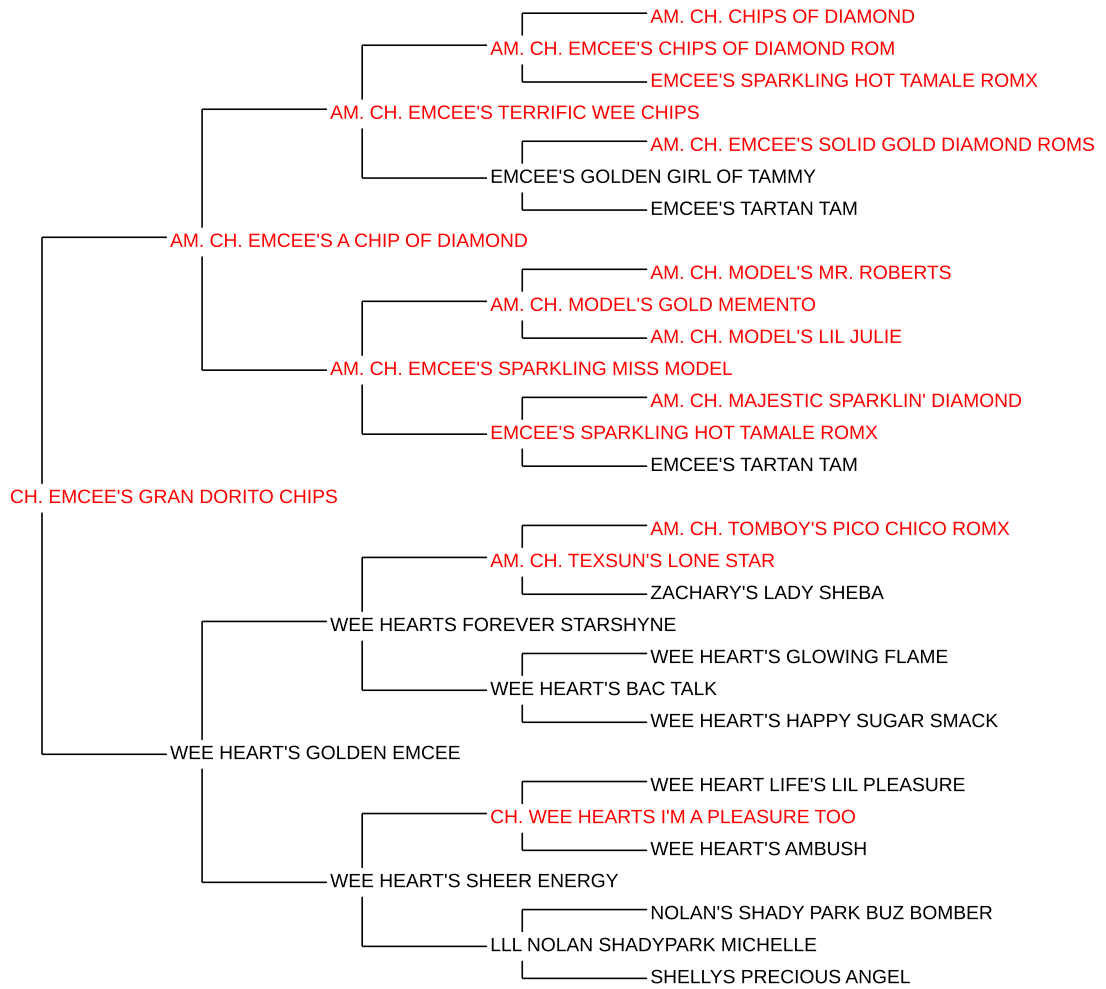 AM. CH. CHIPS OF DIAMOND
AM. CH. EMCEE'S CHIPS OF DIAMOND ROM
EMCEE'S SPARKLING HOT TAMALE ROMX
AM. CH. EMCEE'S TERRIFIC WEE CHIPS
AM. CH. EMCEE'S SOLID GOLD DIAMOND ROMS
EMCEE'S GOLDEN GIRL OF TAMMY
EMCEE'S TARTAN TAM
AM. CH. EMCEE'S A CHIP OF DIAMOND
AM. CH. MODEL'S MR. ROBERTS
AM. CH. MODEL'S GOLD MEMENTO
AM. CH. MODEL'S LIL JULIE
AM. CH. EMCEE'S SPARKLING MISS MODEL
AM. CH. MAJESTIC SPARKLIN' DIAMOND
EMCEE'S SPARKLING HOT TAMALE ROMX
EMCEE'S TARTAN TAM
CH. EMCEE'S GRAN DORITO CHIPS
AM. CH. TOMBOY'S PICO CHICO ROMX
AM. CH. TEXSUN'S LONE STAR
ZACHARY'S LADY SHEBA
WEE HEARTS FOREVER STARSHYNE
WEE HEART'S GLOWING FLAME
WEE HEART'S BAC TALK
WEE HEART'S HAPPY SUGAR SMACK
WEE HEART'S GOLDEN EMCEE
WEE HEART LIFE'S LIL PLEASURE
CH. WEE HEARTS I'M A PLEASURE TOO
WEE HEART'S AMBUSH
WEE HEART'S SHEER ENERGY
NOLAN'S SHADY PARK BUZ BOMBER
LLL NOLAN SHADYPARK MICHELLE
SHELLYS PRECIOUS ANGEL